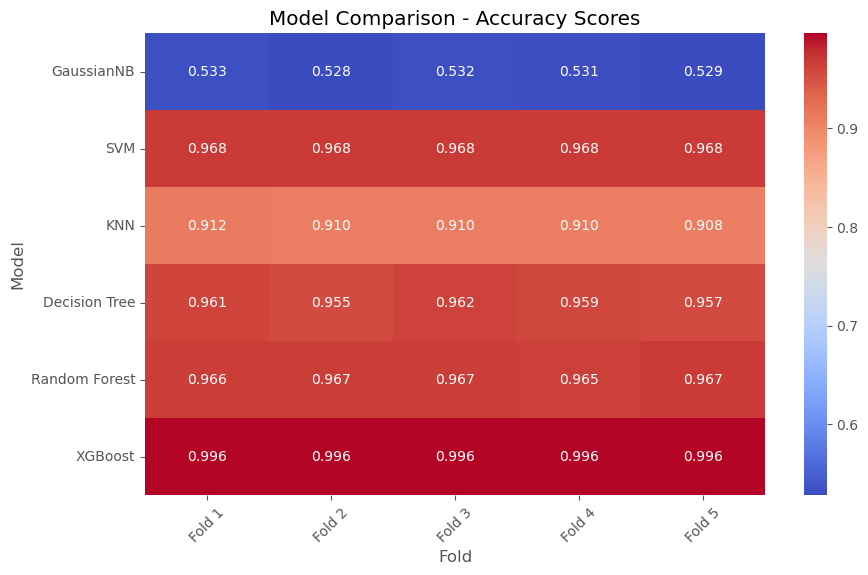 Model Comparison - Accuracy Scores
Model
GaussianNB 0.533 0.528 0.532 0.531 0.529
SVM 0.968 0.968 0.968 0.968 0.968
KNN 0.912 0.910 0.910 0.910 0.908
Decision Tree 0.961 0.955 0.962 0.959 0.957
Random Forest 0.966 0.967 0.967 0.965 0.967
XGBoost 0.996 0.996 0.996 0.996 0.996
Fold 1 Fold 2 Fold 3 Fold 4 Fold 5
Fold
0.9
0.8
0.7
0.6